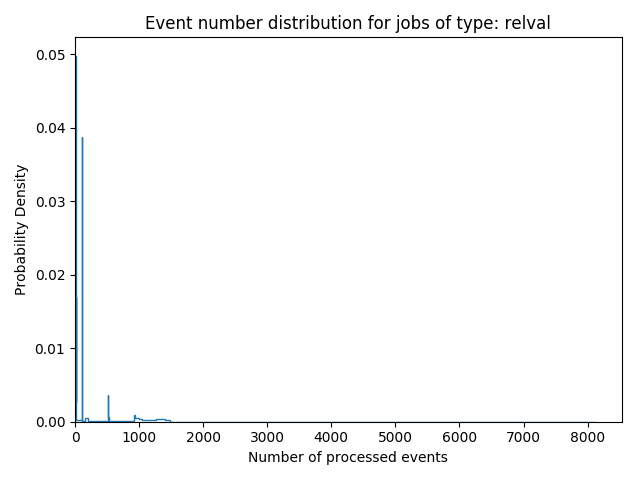 Event number distribution for jobs of type: relval
Probability Density
0.05
0.04
0.03
0.02
0.01
0.00
0 1000 2000 3000 4000 5000 6000 7000 8000
Number of processed events